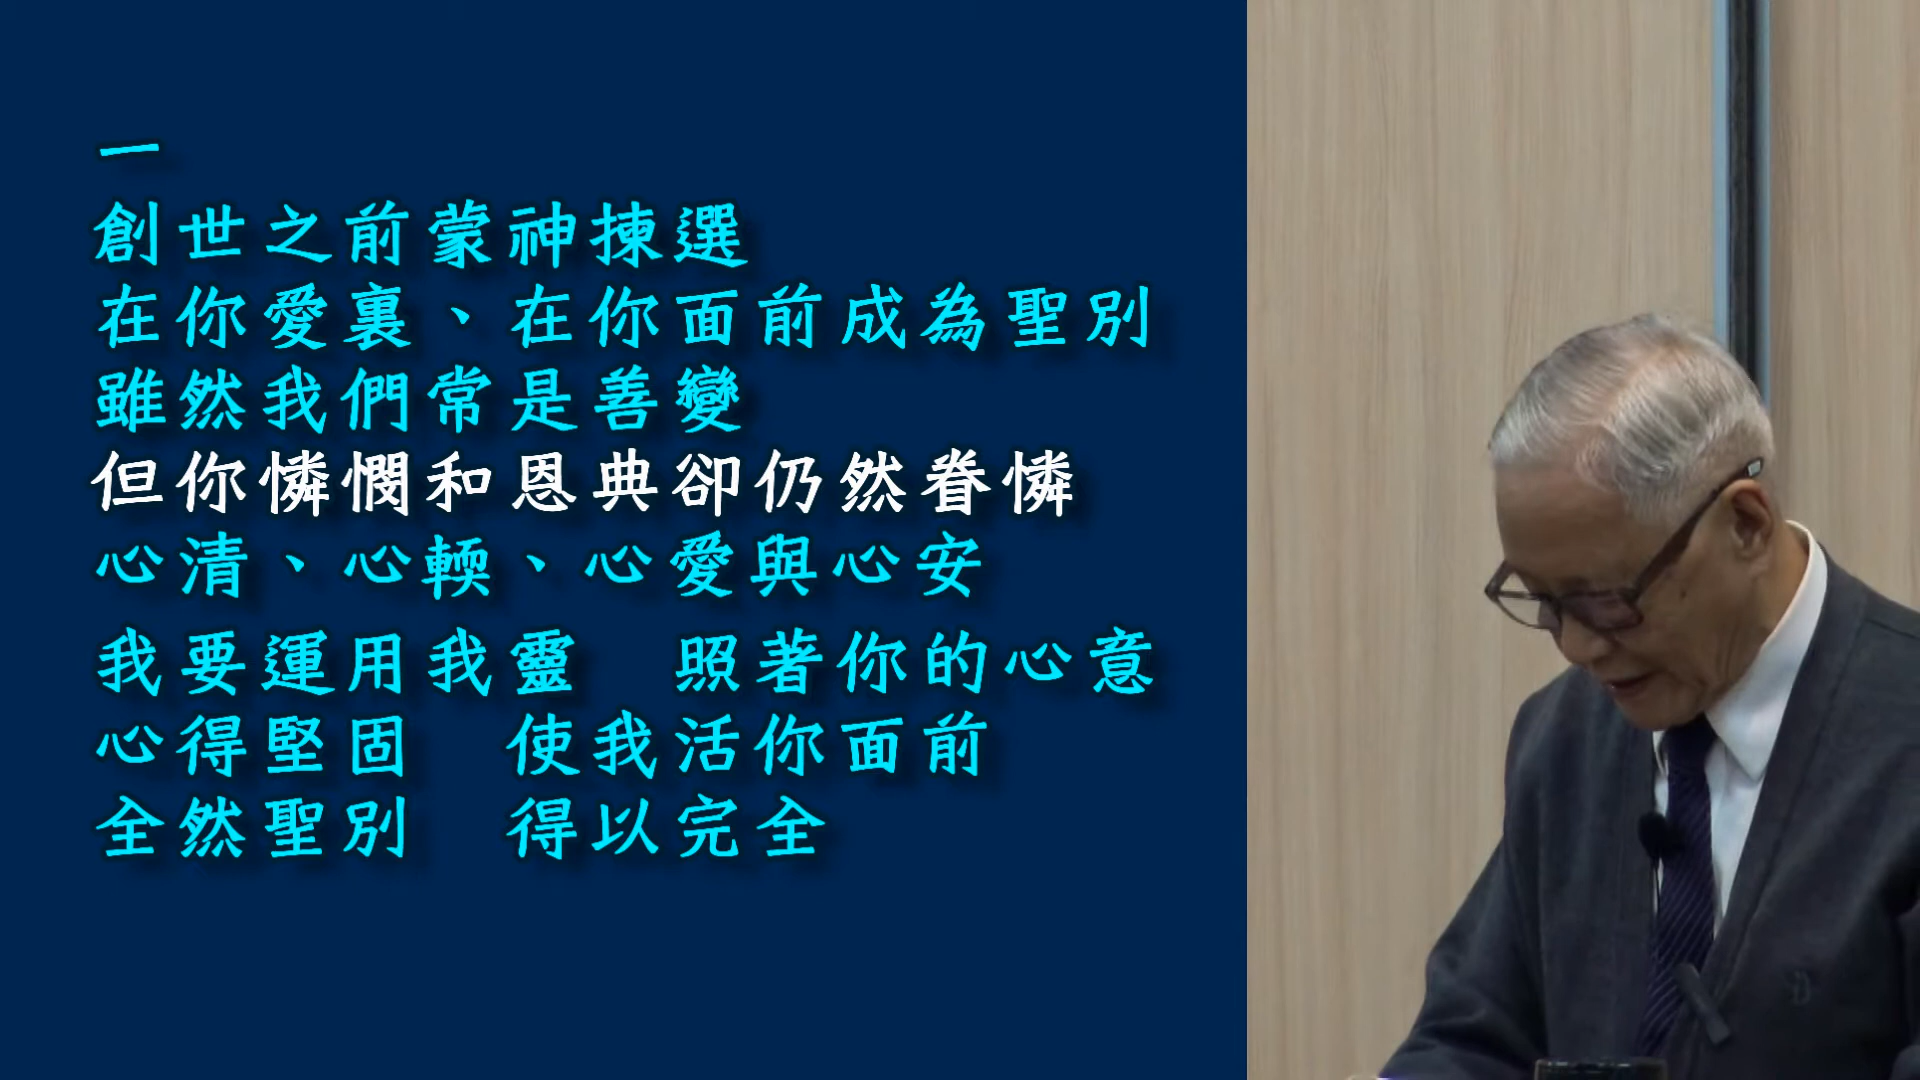 一
創世之前蒙神揀選
在你愛裏、在你面前成為聖別
雖然我們常是善變
但你憐憫和恩典卻仍然眷憐
心清、心輭、心愛與心安
我要運用我靈　照著你的心意
心得堅固　使我活你面前
全然聖別　得以完全